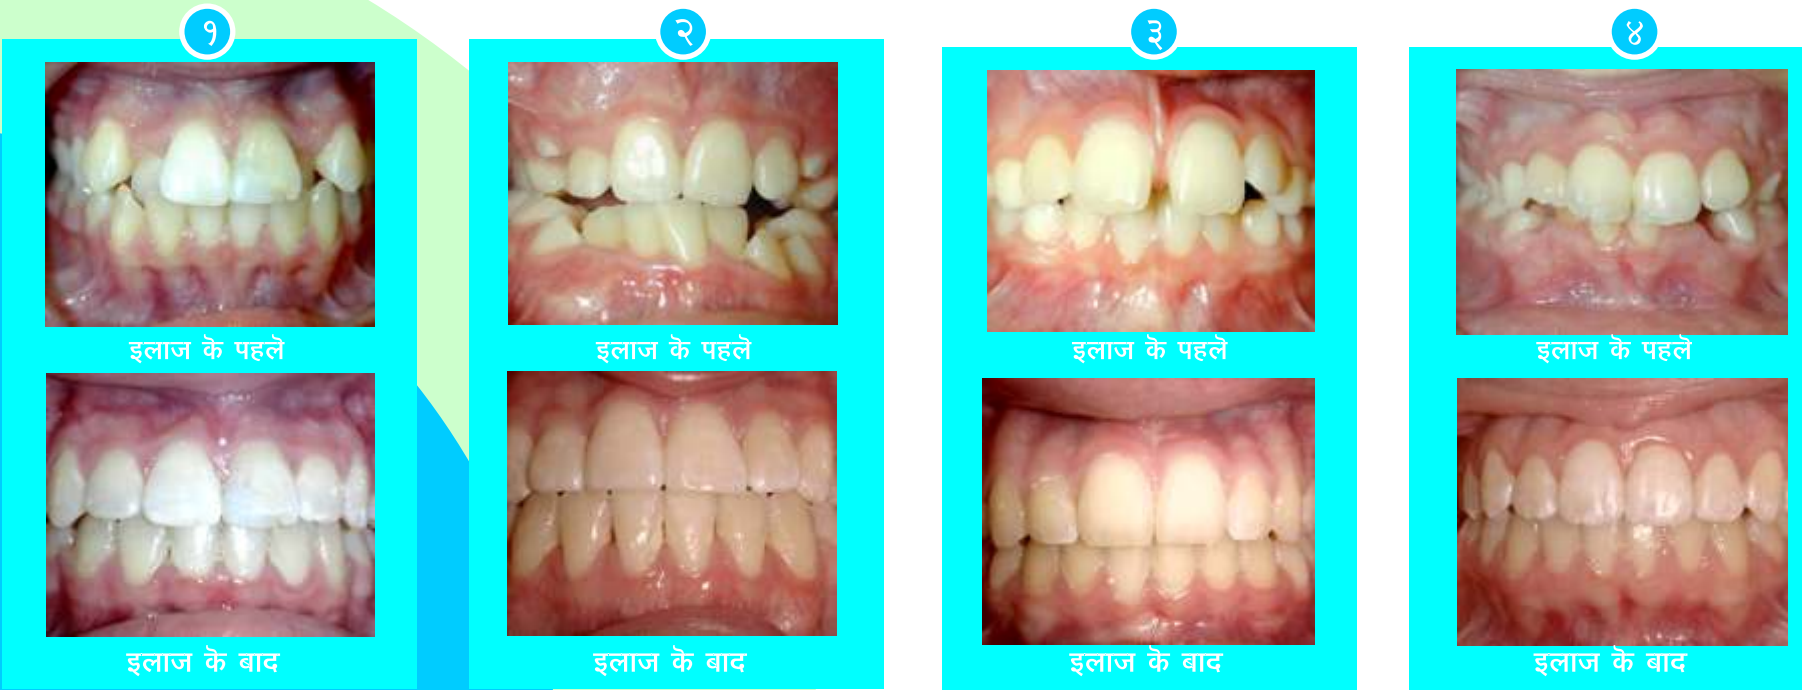 १
२
३
४
इलाज कॆ पहलॆ
इलाज कॆ पहलॆ
इलाज कॆ पहलॆ
इलाज कॆ पहलॆ
इलाज कॆ बाद
इलाज कॆ बाद
इलाज कॆ बाद
इलाज कॆ बाद